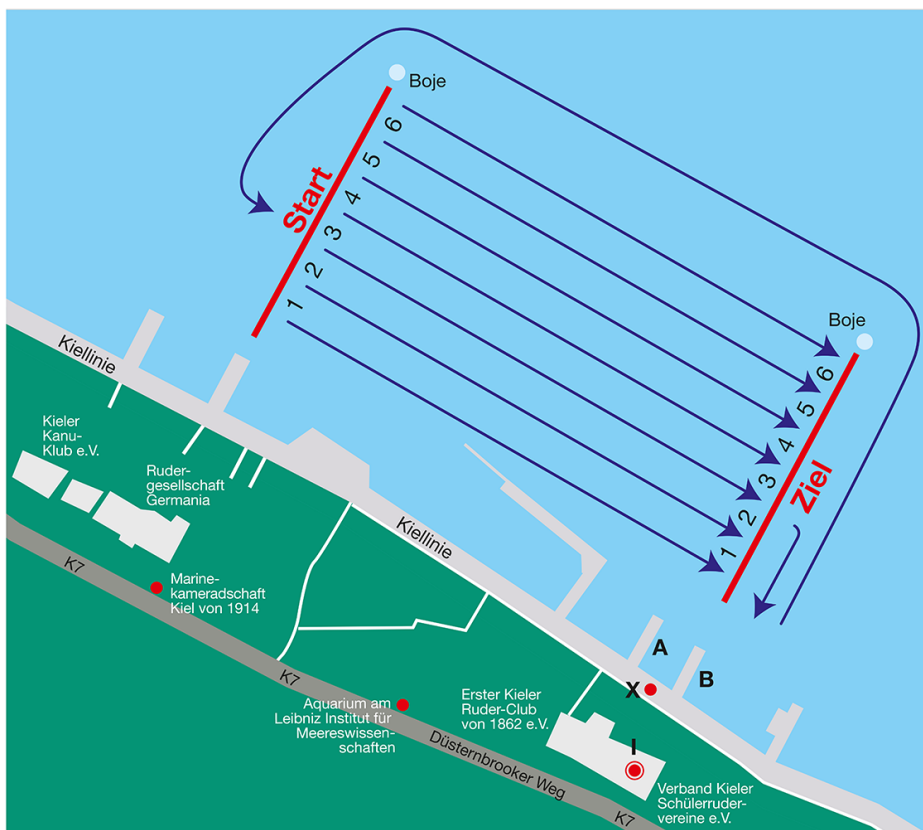 Boje
6
5
Start
4
3
2
1
Boje
6
5
4
3
Ziel
2
1
Kiellinie
Kieler
Kanu-
Klub e.V.
Ruder-
gesellschaft
Germania
Kiellinie
K7
Marine-
kameradschaft
Kiel von 1914
A
B
X
K7
Aquarium am
Leibniz Institut für
Meereswissen-
schaften
Erster Kieler
Ruder-Club
von 1862 e.V.
I
Düsternbrooker Weg
Verband Kieler
Schülerruder-
vereine e.V.
K7